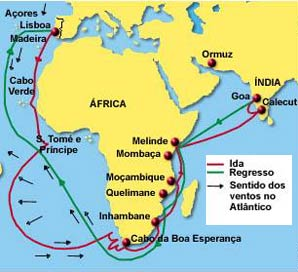 Açores
Lisboa
Madeira
Ormuz
Cabo
Verde
ÍNDIA
Goa
Calecut
ÁFRICA
S. Tomé e
Príncipe
Melinde
Mombaça
Moçambique
Quelimane
Inhambane
Cabo da Boa Esperança
Ida
Regresso
Sentido dos
ventos no
Atlântico